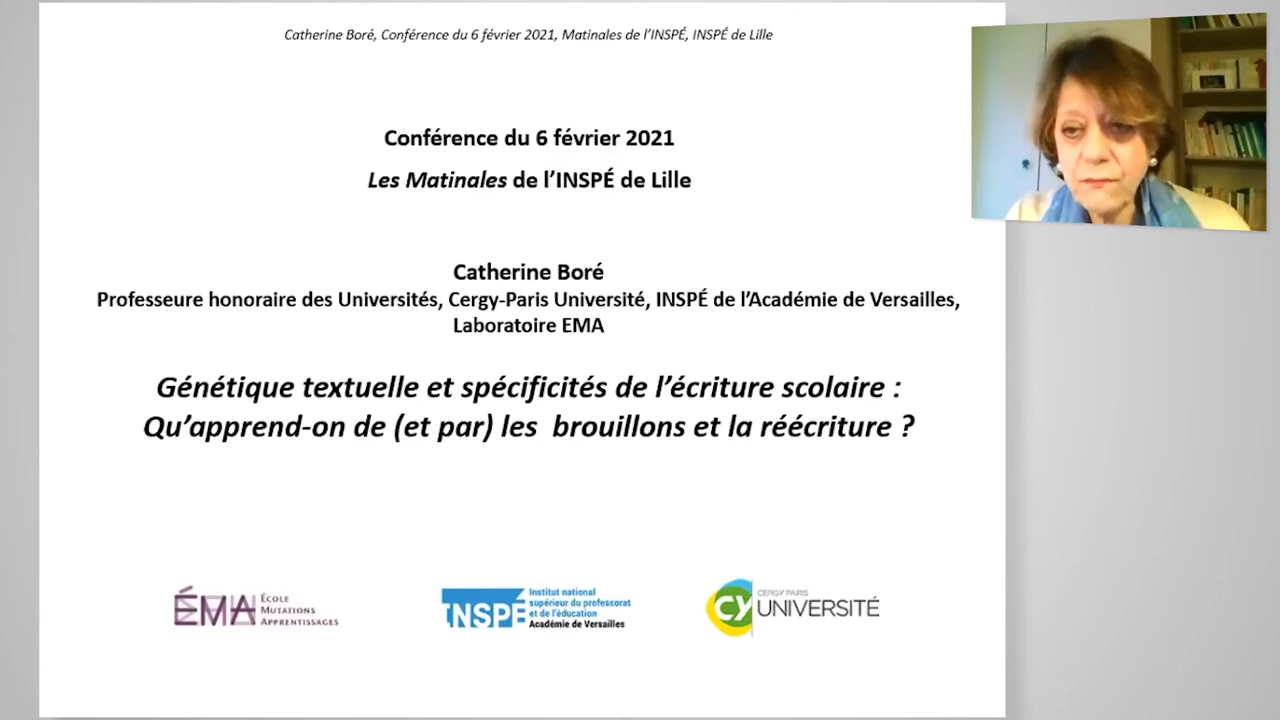 Catherine Boré, Conférence du 6 février 2021, Matinales de l'INSPÉ, INSPÉ de Lille
Conférence du 6 février 2021
Les Matinales de l'INSPÉ de Lille
Catherine Boré
Professeure honoraire des Universités, Cergy-Paris Université, INSPÉ de l'Académie de Versailles,
Laboratoire EMA
Génétique textuelle et spécificités de l'écriture scolaire :
Qu'apprend-on de (et par) les brouillons et la réécriture ?
ÉMA
ÉCOLE
MUTATIONS
APPRENTISSAGES
INSPÉ
Institut national
supérieur du professorat
et de l'éducation
Académie de Versailles
CY
CERGY PARIS
UNIVERSITÉ